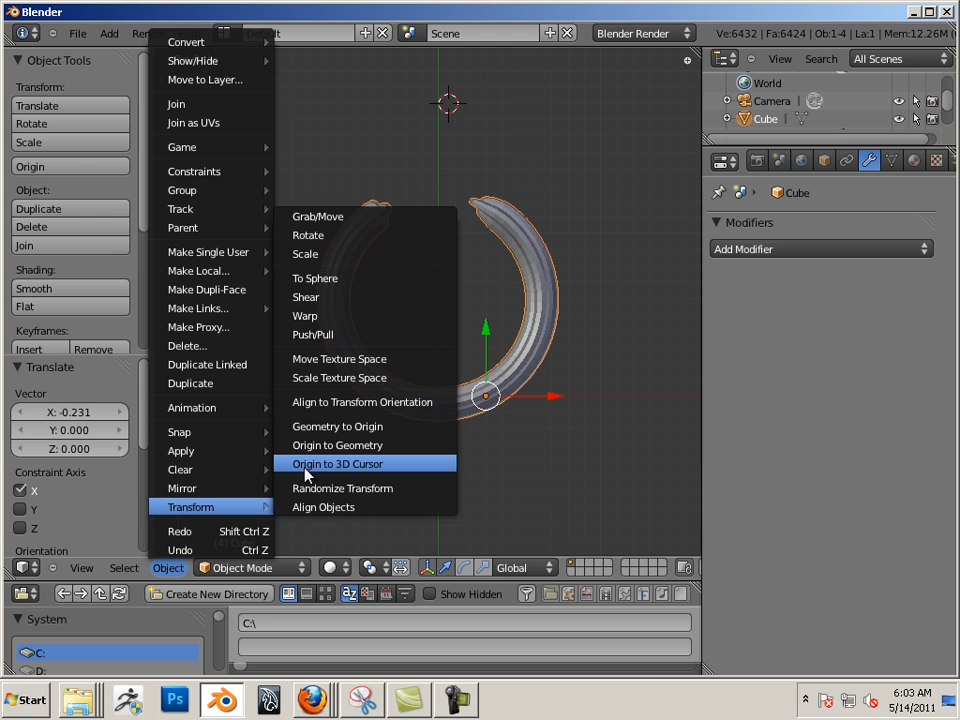 Blender
File
Add
Ren
Default
Scene
Blender Render
Ve:6432 | Fa:6424 | Ob:1-4 | La:1 | Mem:12.26M
Object Tools
Transform:
Translate
Rotate
Scale
Origin
Object:
Duplicate
Delete
Join
Shading:
Smooth
Flat
Keyframes:
Insert
Remove
Translate
Vector
X: -0.231
Y: 0.000
Z: 0.000
Constraint Axis
X
Y
Z
Orientation
Convert
Show/Hide
Move to Layer...
Join
Join as UVs
Game
Constraints
Group
Track
Parent
Make Single User
Make Local...
Make Dupli-Face
Make Links...
Make Proxy...
Delete...
Duplicate Linked
Duplicate
Animation
Snap
Apply
Clear
Mirror
Transform
Redo Shift Ctrl Z
Undo Ctrl Z
Grab/Move
Rotate
Scale
To Sphere
Shear
Warp
Push/Pull
Move Texture Space
Scale Texture Space
Align to Transform Orientation
Geometry to Origin
Origin to Geometry
Origin to 3D Cursor
Randomize Transform
Align Objects
View
Search
All Scenes
World
Camera
Cube
Cube
Modifiers
Add Modifier
View
Select
Object
Object Mode
Global
Create New Directory
Show Hidden
System
C:
D:
C:\
Start
Ps
6:03 AM
5/14/2011